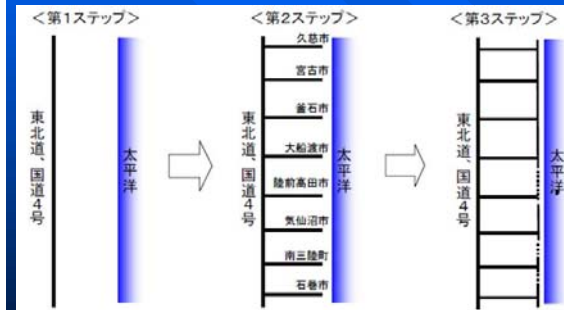 <第1ステップ>
東北道、国道4号
太平洋
<第2ステップ>
東北道、国道4号
久慈市
宮古市
釜石市
大船渡市
陸前高田市
気仙沼市
南三陸町
石巻市
太平洋
<第3ステップ>
東北道、国道4号
太平洋